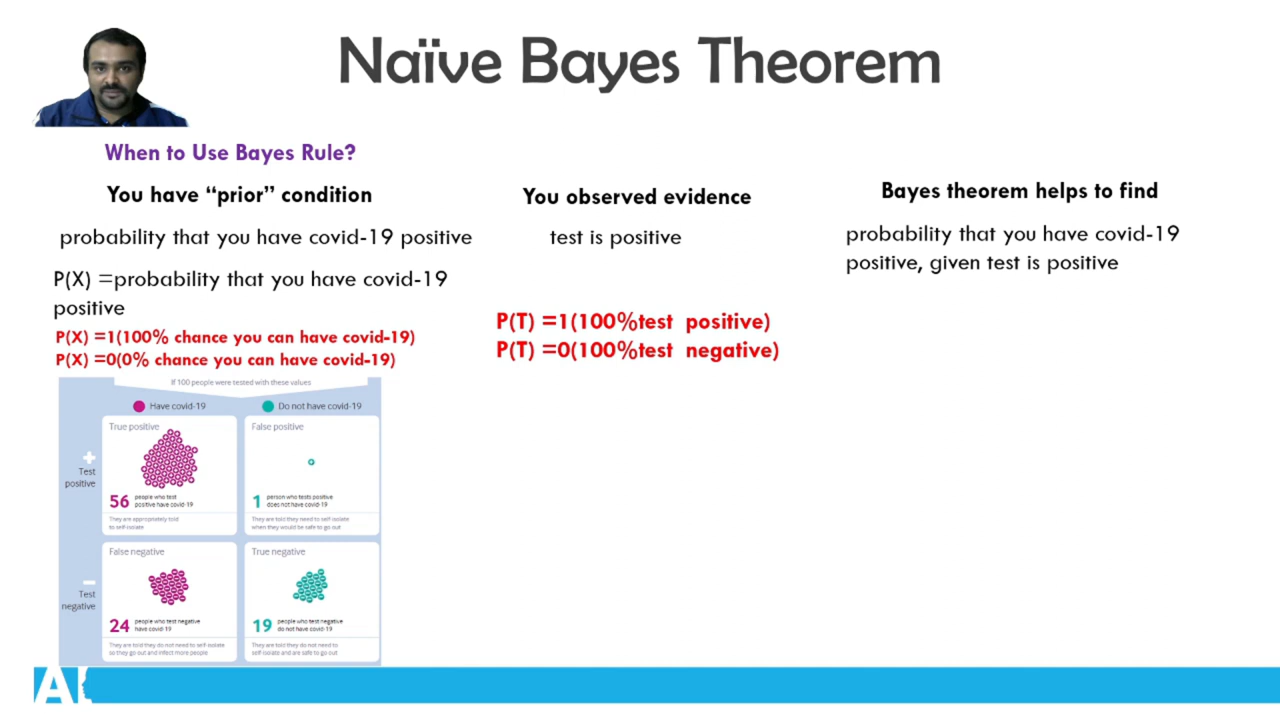 Naïve Bayes Theorem
When to Use Bayes Rule?
You have “prior” condition
probability that you have covid-19 positive
P(X) =probability that you have covid-19
positive
P(X) =1(100% chance you can have covid-19)
P(X) =0(0% chance you can have covid-19)
You observed evidence
test is positive
P(T) =1(100%test positive)
P(T) =0(100%test negative)
Bayes theorem helps to find
probability that you have covid-19
positive, given test is positive
If 100 people were tested with these values
Have covid-19
Do not have covid-19
+
Test
positive
True positive
56
people who test
positive have covid-19
They are appropriately told
to self-isolate
False positive
1
person who tests positive
does not have covid-19
They are told they need to self-isolate
when they would be safe to go out
−
Test
negative
False negative
24
people who test negative
have covid-19
They are told they do not need to self-isolate
so they go out and infect more people
True negative
19
people who test negative
do not have covid-19
They are told they do not need to
self-isolate and are safe to go out
AI